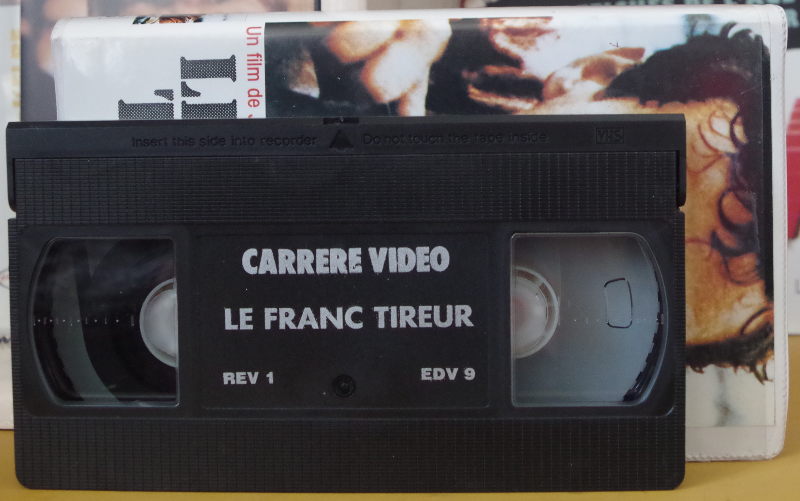 Un film de
Insert this side into recorder
Do not touch the tape inside
VHS
CARRERE VIDEO
LE FRANC TIREUR
REV 1
EDV 9